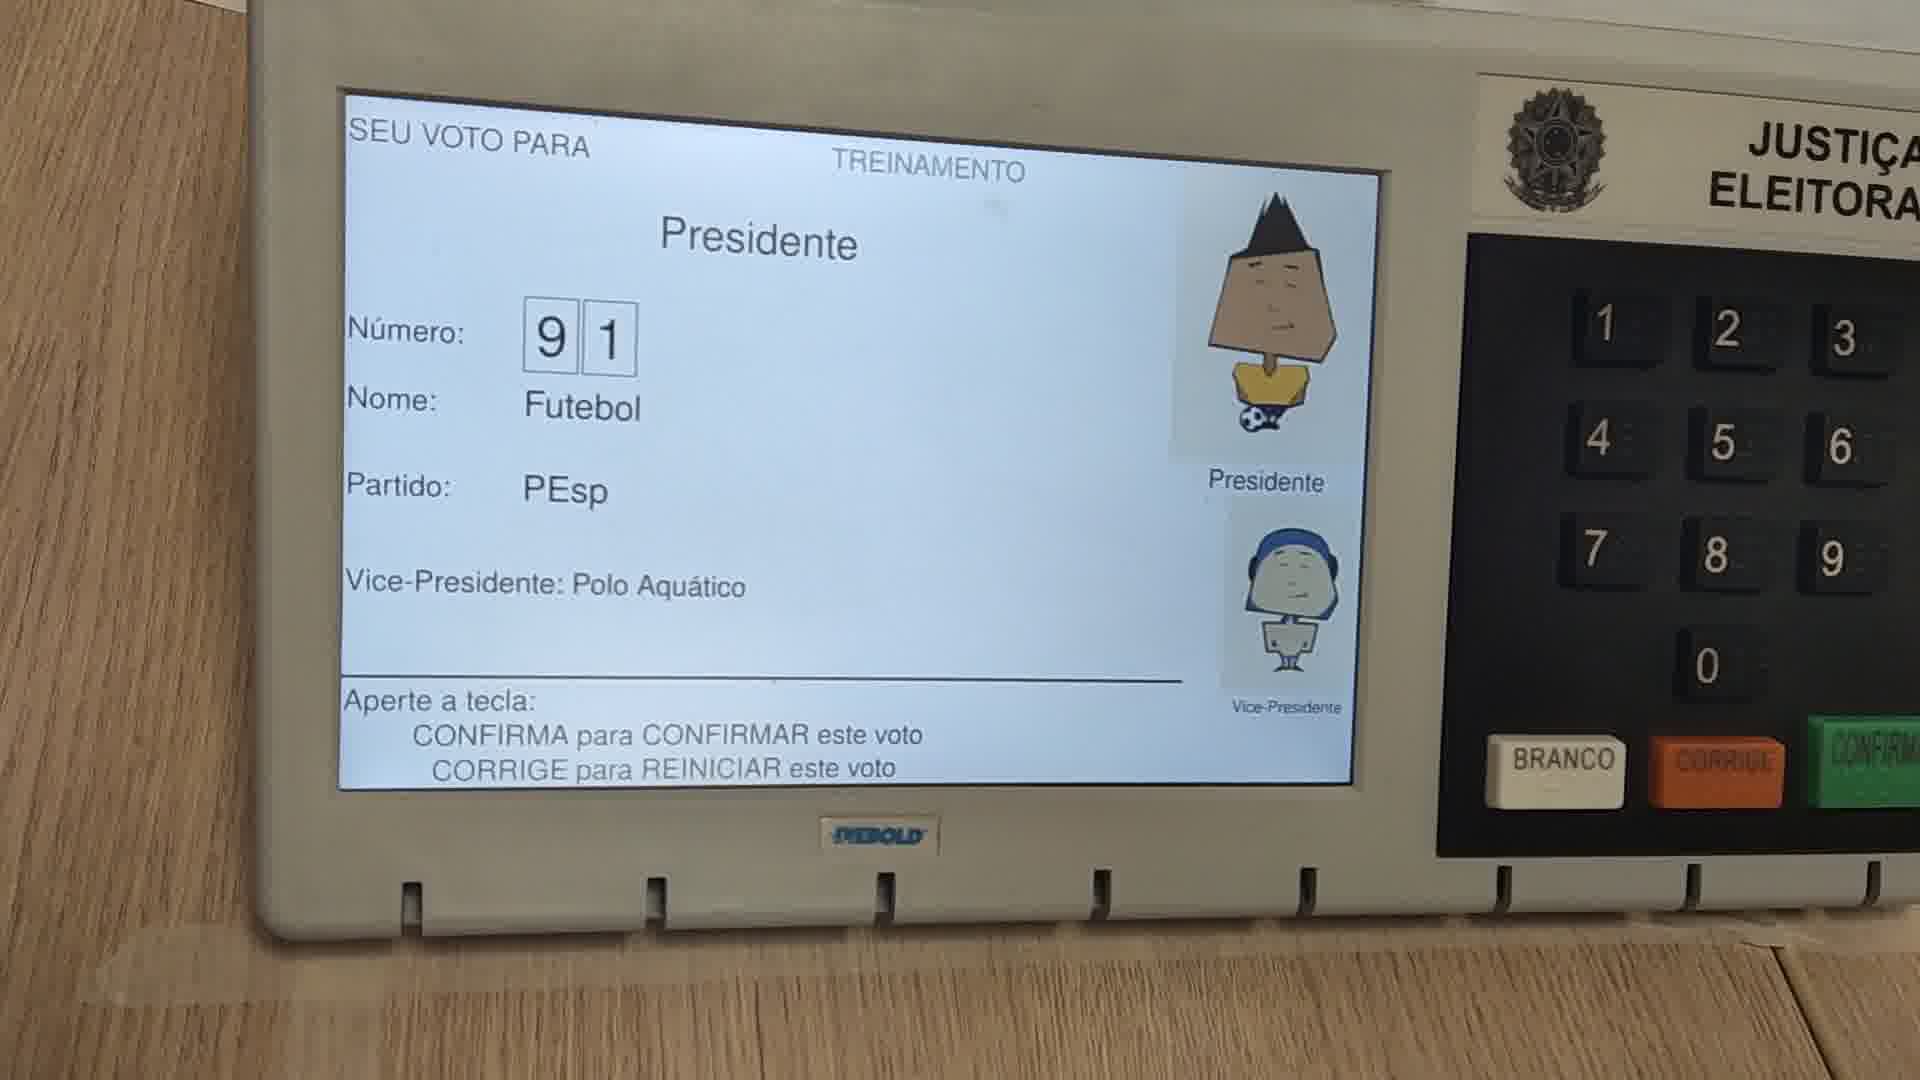 SEU VOTO PARA
TREINAMENTO
Presidente
Número: 91
Nome: Futebol
Partido: PEsp
Vice-Presidente: Polo Aquático
Presidente
Vice-Presidente
Aperte a tecla:
CONFIRMA para CONFIRMAR este voto
CORRIGE para REINICIAR este voto
DIEBOLD
JUSTIÇA
ELEITORA
1 2 3
4 5 6
7 8 9
0
BRANCO CORRIGE CONFIRMA